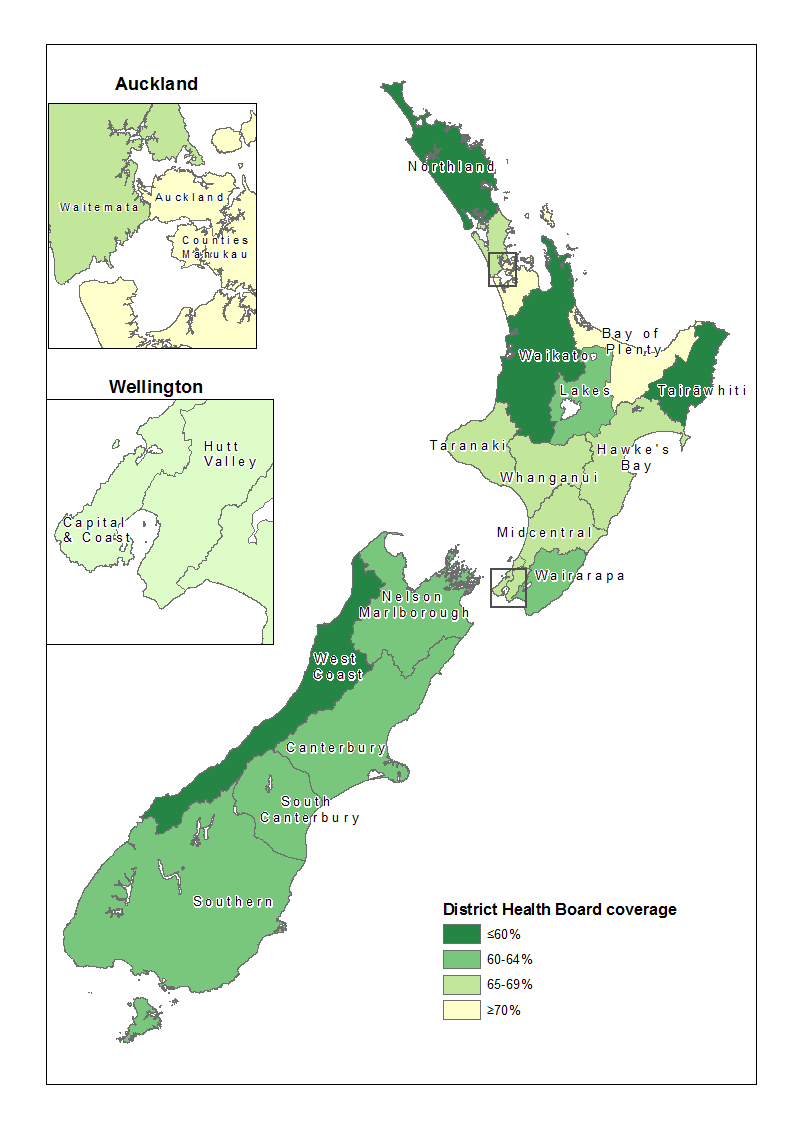 Auckland
Waitemata
Auckland
Counties
Manukau
Wellington
Hutt
Valley
Capital
& Coast
Northland
Waikato
Bay of
Plenty
Lakes
Tairāwhiti
Taranaki
Hawke's
Bay
Whanganui
Midcentral
Wairarapa
Nelson
Marlborough
West
Coast
Canterbury
South
Canterbury
Southern
District Health Board coverage
≤60%
60-64%
65-69%
≥70%